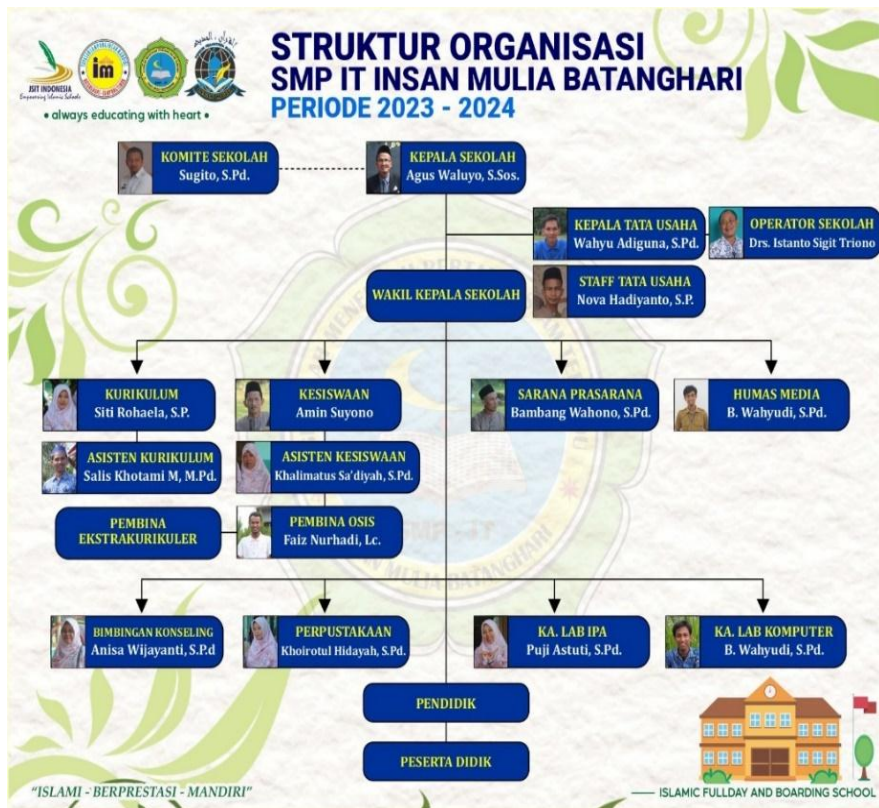 STRUKTUR ORGANISASI
SMP IT INSAN MULIA BATANGHARI
PERIODE 2023 - 2024
JSIT INDONESIA
Empowering Islamic Schools
im
• always educating with heart •
KOMITE SEKOLAH
Sugito, S.Pd.
KEPALA SEKOLAH
Agus Waluyo, S.Sos.
KEPALA TATA USAHA
Wahyu Adiguna, S.Pd.
OPERATOR SEKOLAH
Drs. Istanto Sigit Triono
WAKIL KEPALA SEKOLAH
STAFF TATA USAHA
Nova Hadiyanto, S.P.
KURIKULUM
Siti Rohaela, S.P.
KESISWAAN
Amin Suyono
SARANA PRASARANA
Bambang Wahono, S.Pd.
HUMAS MEDIA
B. Wahyudi, S.Pd.
ASISTEN KURIKULUM
Salis Khotami M, M.Pd.
ASISTEN KESISWAAN
Khalimatus Sa'diyah, S.Pd.
PEMBINA
EKSTRAKURIKULER
PEMBINA OSIS
Faiz Nurhadi, Lc.
BIMBINGAN KONSELING
Anisa Wijayanti, S.P.d
PERPUSTAKAAN
Khoirotul Hidayah, S.Pd.
KA. LAB IPA
Puji Astuti, S.Pd.
KA. LAB KOMPUTER
B. Wahyudi, S.Pd.
PENDIDIK
PESERTA DIDIK
"ISLAMI - BERPRESTASI - MANDIRI"
ISLAMIC FULLDAY AND BOARDING SCHOOL